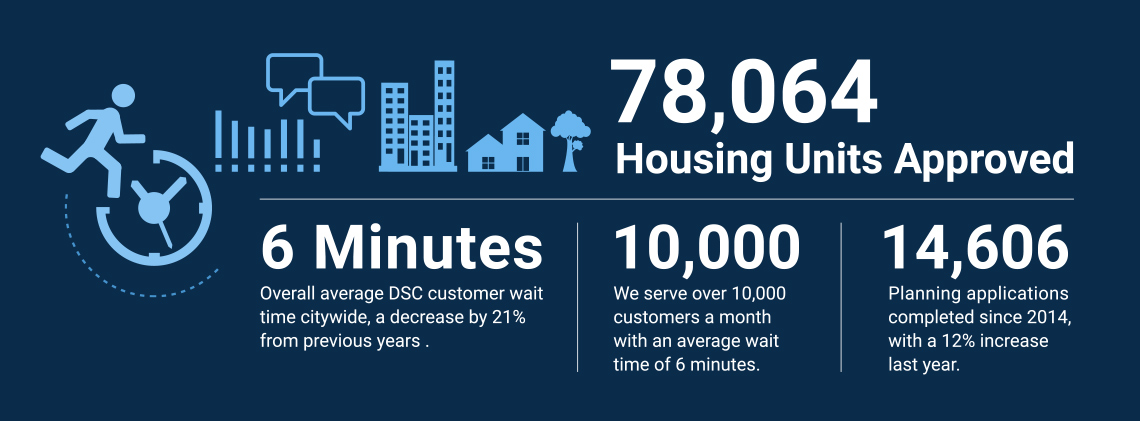 78,064
Housing Units Approved
6 Minutes
Overall average DSC customer wait
time citywide, a decrease by 21%
from previous years .
10,000
We serve over 10,000
customers a month
with an average wait
time of 6 minutes.
14,606
Planning applications
completed since 2014,
with a 12% increase
last year.